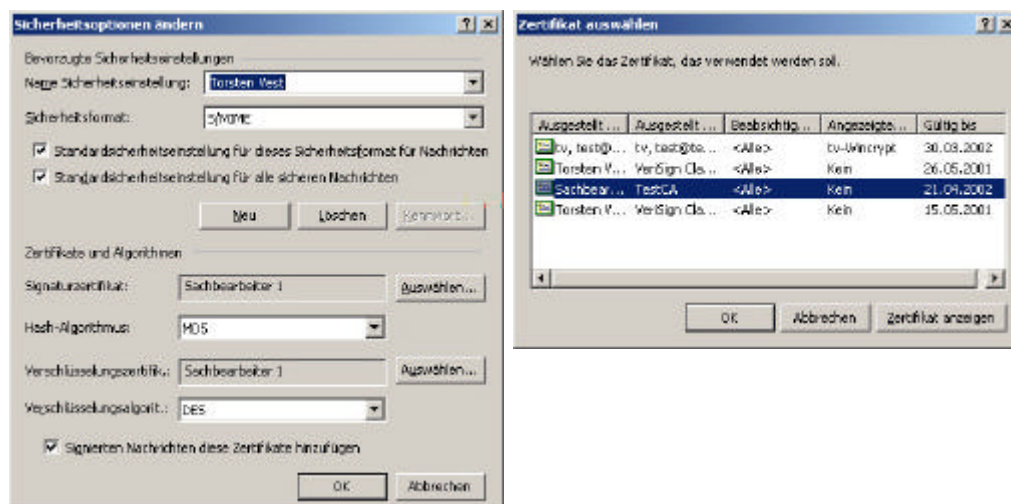 Sicherheitsoptionen ändern
Bevorzugte Sicherheitseinstellungen
Name Sicherheitseinstellung: Torsten Vest
Sicherheitsformat: S/MIME
Standardsicherheitseinstellung für dieses Sicherheitsformat für Nachrichten
Standardsicherheitseinstellung für alle sicheren Nachrichten
Neu Löschen Kennwort...
Zertifikate und Algorithmen
Signaturzertifikat: Sachbearbeiter 1 Auswählen...
Hash-Algorithmus: MD5
Verschlüsselungszertifik.: Sachbearbeiter 1 Auswählen...
Verschlüsselungsalgorit.: DES
Signierten Nachrichten diese Zertifikate hinzufügen
OK Abbrechen
Zertifikat auswählen
Wählen Sie das Zertifikat, das verwendet werden soll.
Ausgestellt ... Ausgestellt ... Beabsichtig... Angezeigte... Gültig bis
tv, test@... tv, test@te... <Alle> tv-Wincrypt 30.03.2002
Torsten V... VeriSign Cla... <Alle> Kein 26.05.2001
Sachbear... TestCA <Alle> Kein 21.04.2002
Torsten V... VeriSign Cla... <Alle> Kein 15.05.2001
OK Abbrechen Zertifikat anzeigen